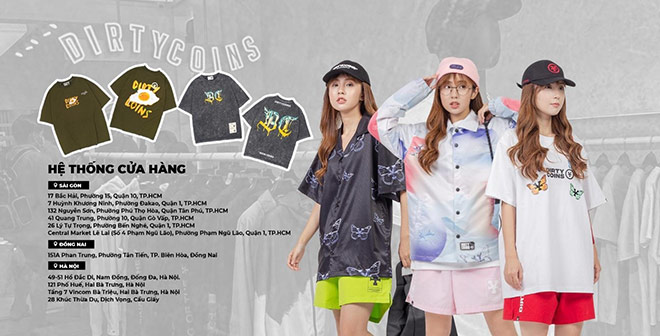 DIRTYCOINS
DIRTY
COINS
BC
BC
HỆ THỐNG CỬA HÀNG
SÀI GÒN
17 Bắc Hải, Phường 15, Quận 10, TP.HCM
7 Huỳnh Khương Ninh, Phường Đakao, Quận 1, TP.HCM
132 Nguyễn Sơn, Phường Phú Thọ Hòa, Quận Tân Phú, TP.HCM
41 Quang Trung, Phường 10, Quận Gò Vấp, TP.HCM
26 Lý Tự Trọng, Phường Bến Nghé, Quận 1, TP.HCM
Central Market Lê Lai (Số 4 Phạm Ngũ Lão), Phường Phạm Ngũ Lão, Quận 1, TP.HCM
ĐỒNG NAI
151A Phan Trung, Phường Tân Tiến, TP. Biên Hòa, Đồng Nai
HÀ NỘI
49-51 Hồ Đắc Di, Nam Đồng, Đống Đa, Hà Nội.
121 Phố Huế, Hai Bà Trưng, Hà Nội
Tầng 7 Vincom Bà Triệu, Hai Bà Trưng, Hà Nội
28 Khúc Thừa Dụ, Dịch Vọng, Cầu Giấy
DIRTY
COINS